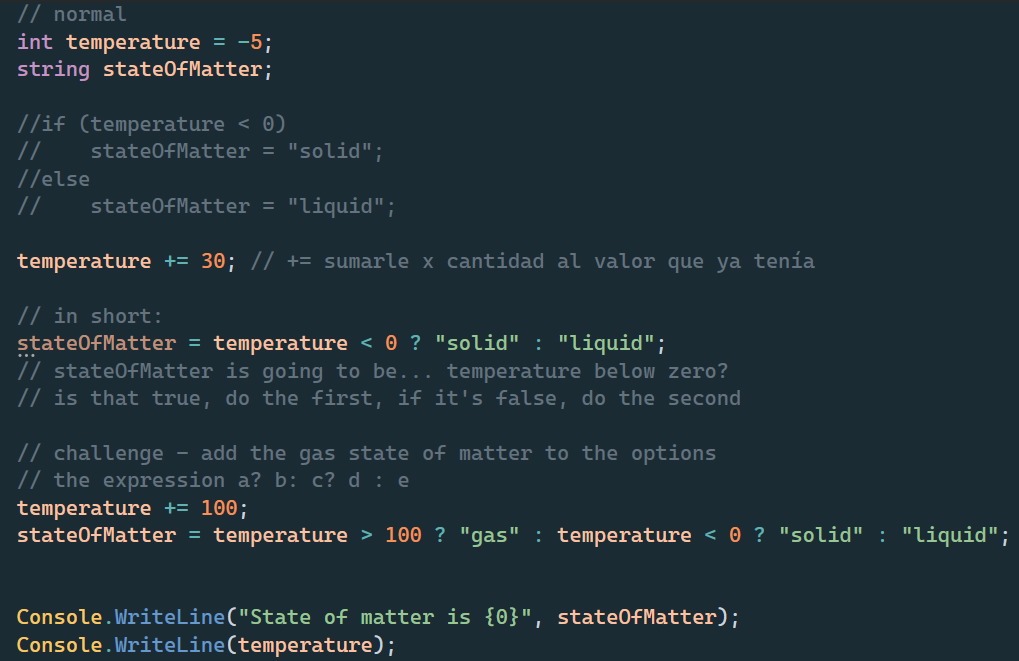 // normal
int temperature = -5;
string stateOfMatter;
//if (temperature < 0)
//    stateOfMatter = "solid";
//else
//    stateOfMatter = "liquid";
temperature += 30; // += sumarle x cantidad al valor que ya tenía
// in short:
stateOfMatter = temperature < 0 ? "solid" : "liquid";
// stateOfMatter is going to be... temperature below zero?
// is that true, do the first, if it's false, do the second
// challenge - add the gas state of matter to the options
// the expression a? b: c? d : e
temperature += 100;
stateOfMatter = temperature > 100 ? "gas" : temperature < 0 ? "solid" : "liquid";
Console.WriteLine("State of matter is {0}", stateOfMatter);
Console.WriteLine(temperature);